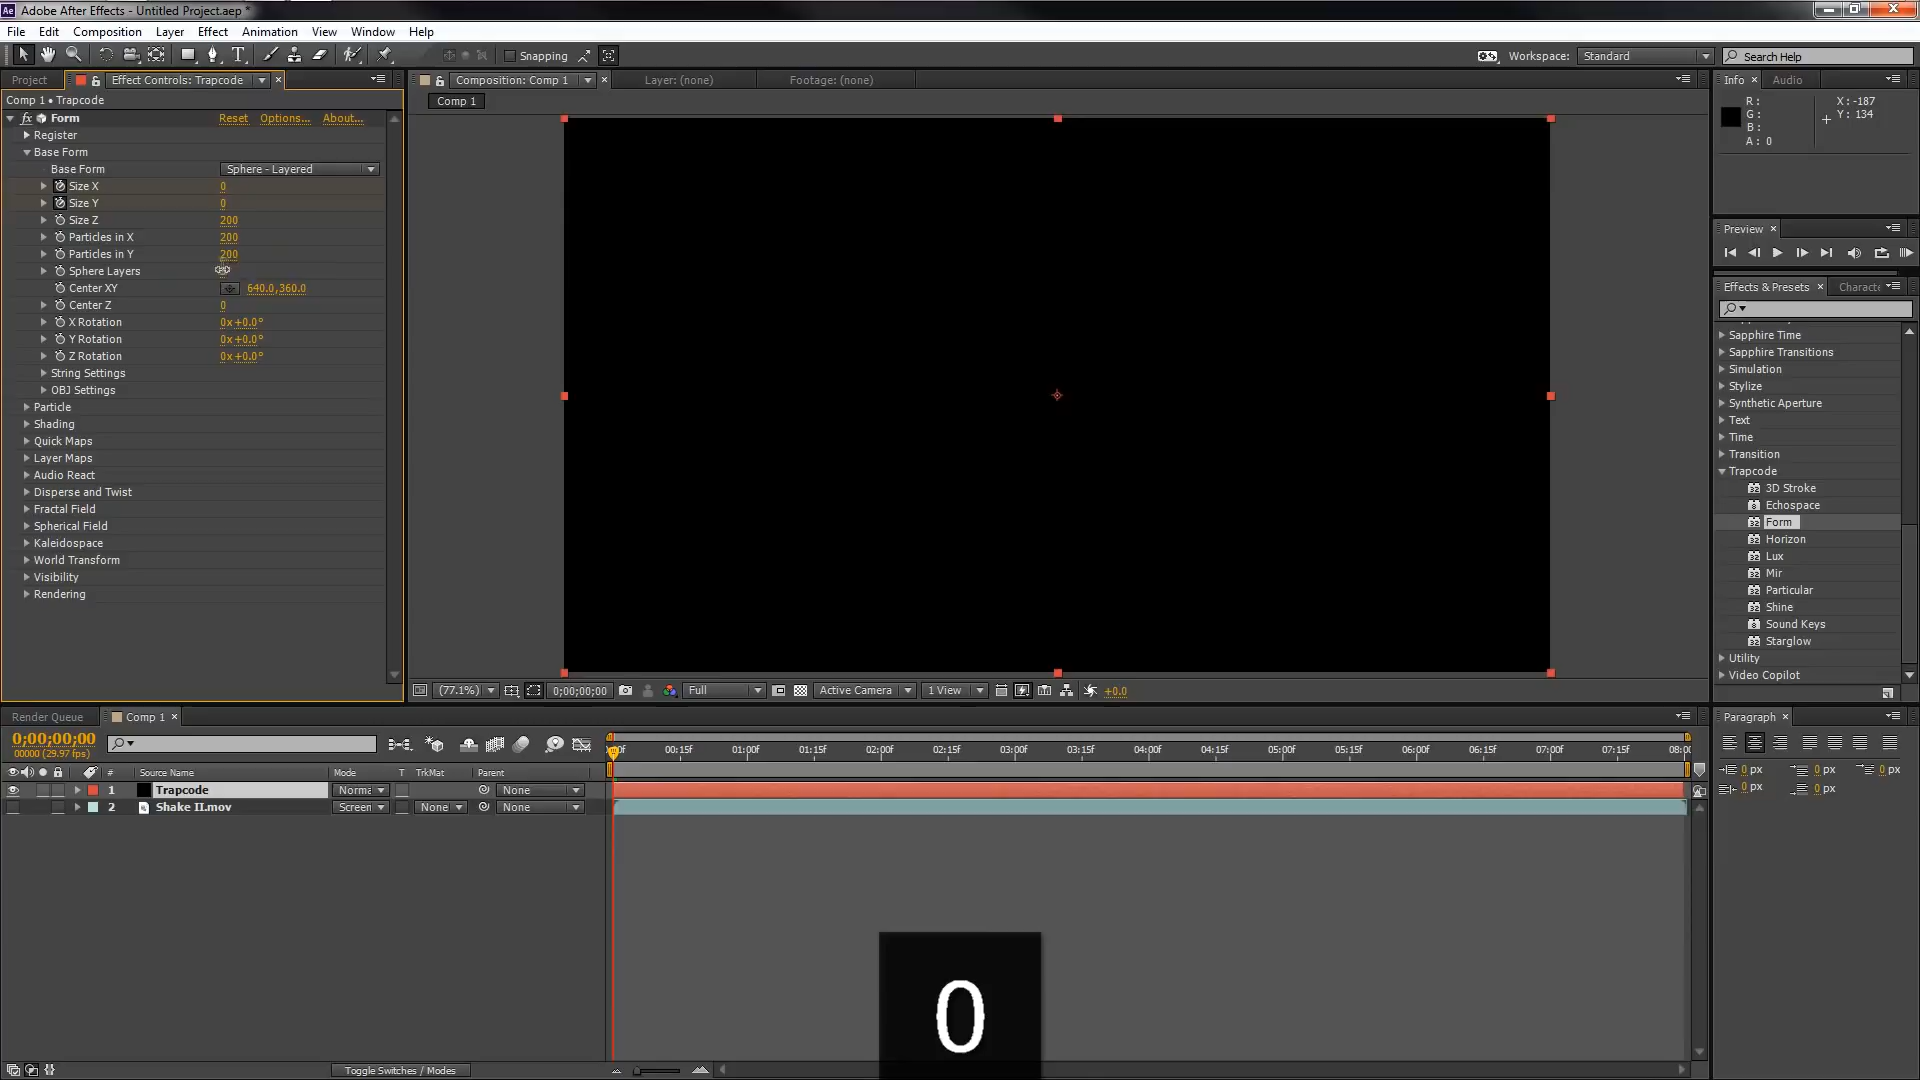 Adobe After Effects - Untitled Project.aep *
File Edit Composition Layer Effect Animation View Window Help
Snapping
Workspace: Standard
Search Help
Project
Effect Controls: Trapcode
Composition: Comp 1
Layer: (none)
Footage: (none)
Info
Audio
Comp 1 • Trapcode
Comp 1
R:
G:
B:
A: 0
X: -187
Y: 134
Form Reset Options... About...
Register
Base Form
Base Form Sphere - Layered
Size X 0
Size Y 0
Size Z 200
Particles in X 200
Particles in Y 200
Sphere Layers
Center XY 640.0,360.0
Center Z 0
X Rotation 0x+0.0°
Y Rotation 0x+0.0°
Z Rotation 0x+0.0°
String Settings
OBJ Settings
Particle
Shading
Quick Maps
Layer Maps
Audio React
Disperse and Twist
Fractal Field
Spherical Field
Kaleidospace
World Transform
Visibility
Rendering
Preview
Effects & Presets
Characte
Sapphire Time
Sapphire Transitions
Simulation
Stylize
Synthetic Aperture
Text
Time
Transition
Trapcode
3D Stroke
Echospace
Form
Horizon
Lux
Mir
Particular
Shine
Sound Keys
Starglow
Utility
Video Copilot
(77.1%) 0;00;00;00 Full Active Camera 1 View +0.0
Render Queue
Comp 1
Paragraph
0;00;00;00
00000 (29.97 fps)
00:15f 01:00f 01:15f 02:00f 02:15f 03:00f 03:15f 04:00f 04:15f 05:00f 05:15f 06:00f 06:15f 07:00f 07:15f 08:00
# Source Name Mode T TrkMat Parent
1 Trapcode Norma None
2 Shake II.mov Screen None None
0 px 0 px 0 px
0 px 0 px
0
Toggle Switches / Modes